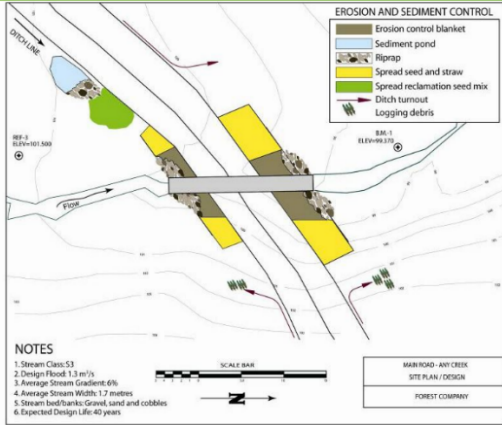 EROSION AND SEDIMENT CONTROL
Erosion control blanket
Sediment pond
Riprap
Spread seed and straw
Spread reclamation seed mix
Ditch turnout
Logging debris
DITCH LINE
REF-3
ELEV=101.500
B.M.-1
ELEV=99.370
Flow
NOTES
1. Stream Class: S3
2. Design Flood: 1.3 m³/s
3. Average Stream Gradient: 6%
4. Average Stream Width: 1.7 metres
5. Stream bed/banks: Gravel, sand and cobbles
6. Expected Design Life: 40 years
SCALE BAR
N
MAIN ROAD - ANY CREEK
SITE PLAN / DESIGN
FOREST COMPANY